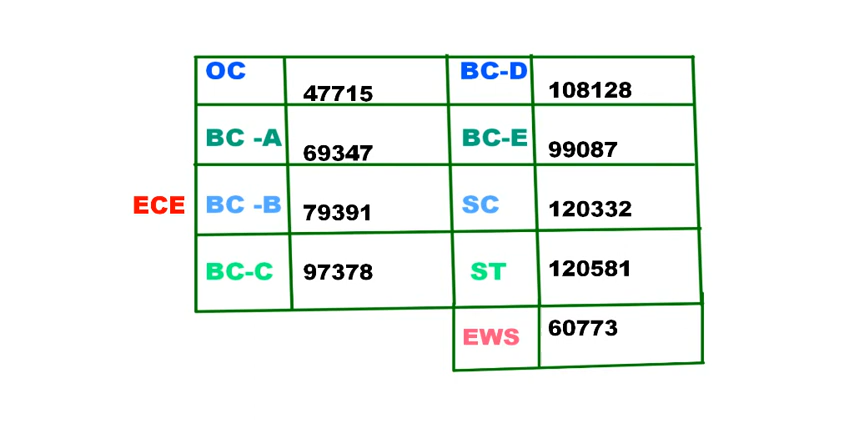 OC 47715 BC-D 108128
BC -A 69347 BC-E 99087
ECE BC -B 79391 SC 120332
BC-C 97378 ST 120581
EWS 60773